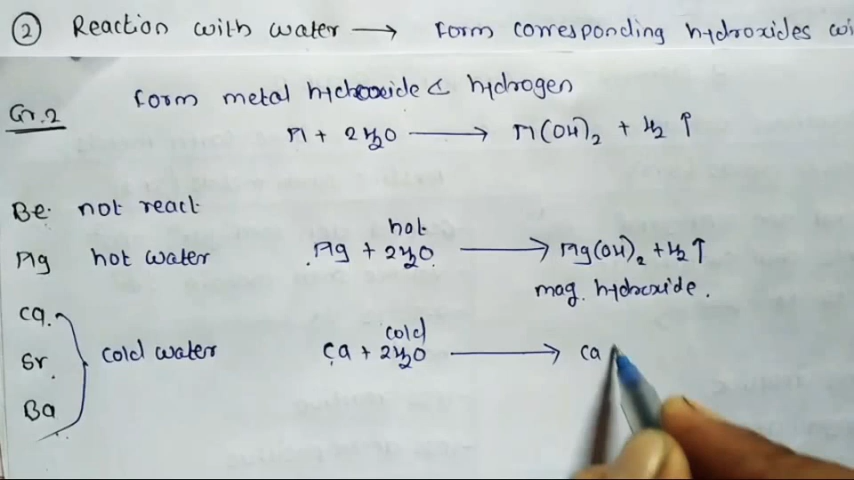 ② Reaction with water ⟶ Form corresponding hydroxides wi
Form metal hydroxide & hydrogen
Gr.2
M + 2H₂O ⟶ M(OH)₂ + H₂ ↑
Be. not react
hot
Mg hot water Mg + 2H₂O ⟶ Mg(OH)₂ + H₂ ↑
mag. hydroxide.
Ca.
cold
Sr. cold water Ca + 2H₂O ⟶ Ca
Ba